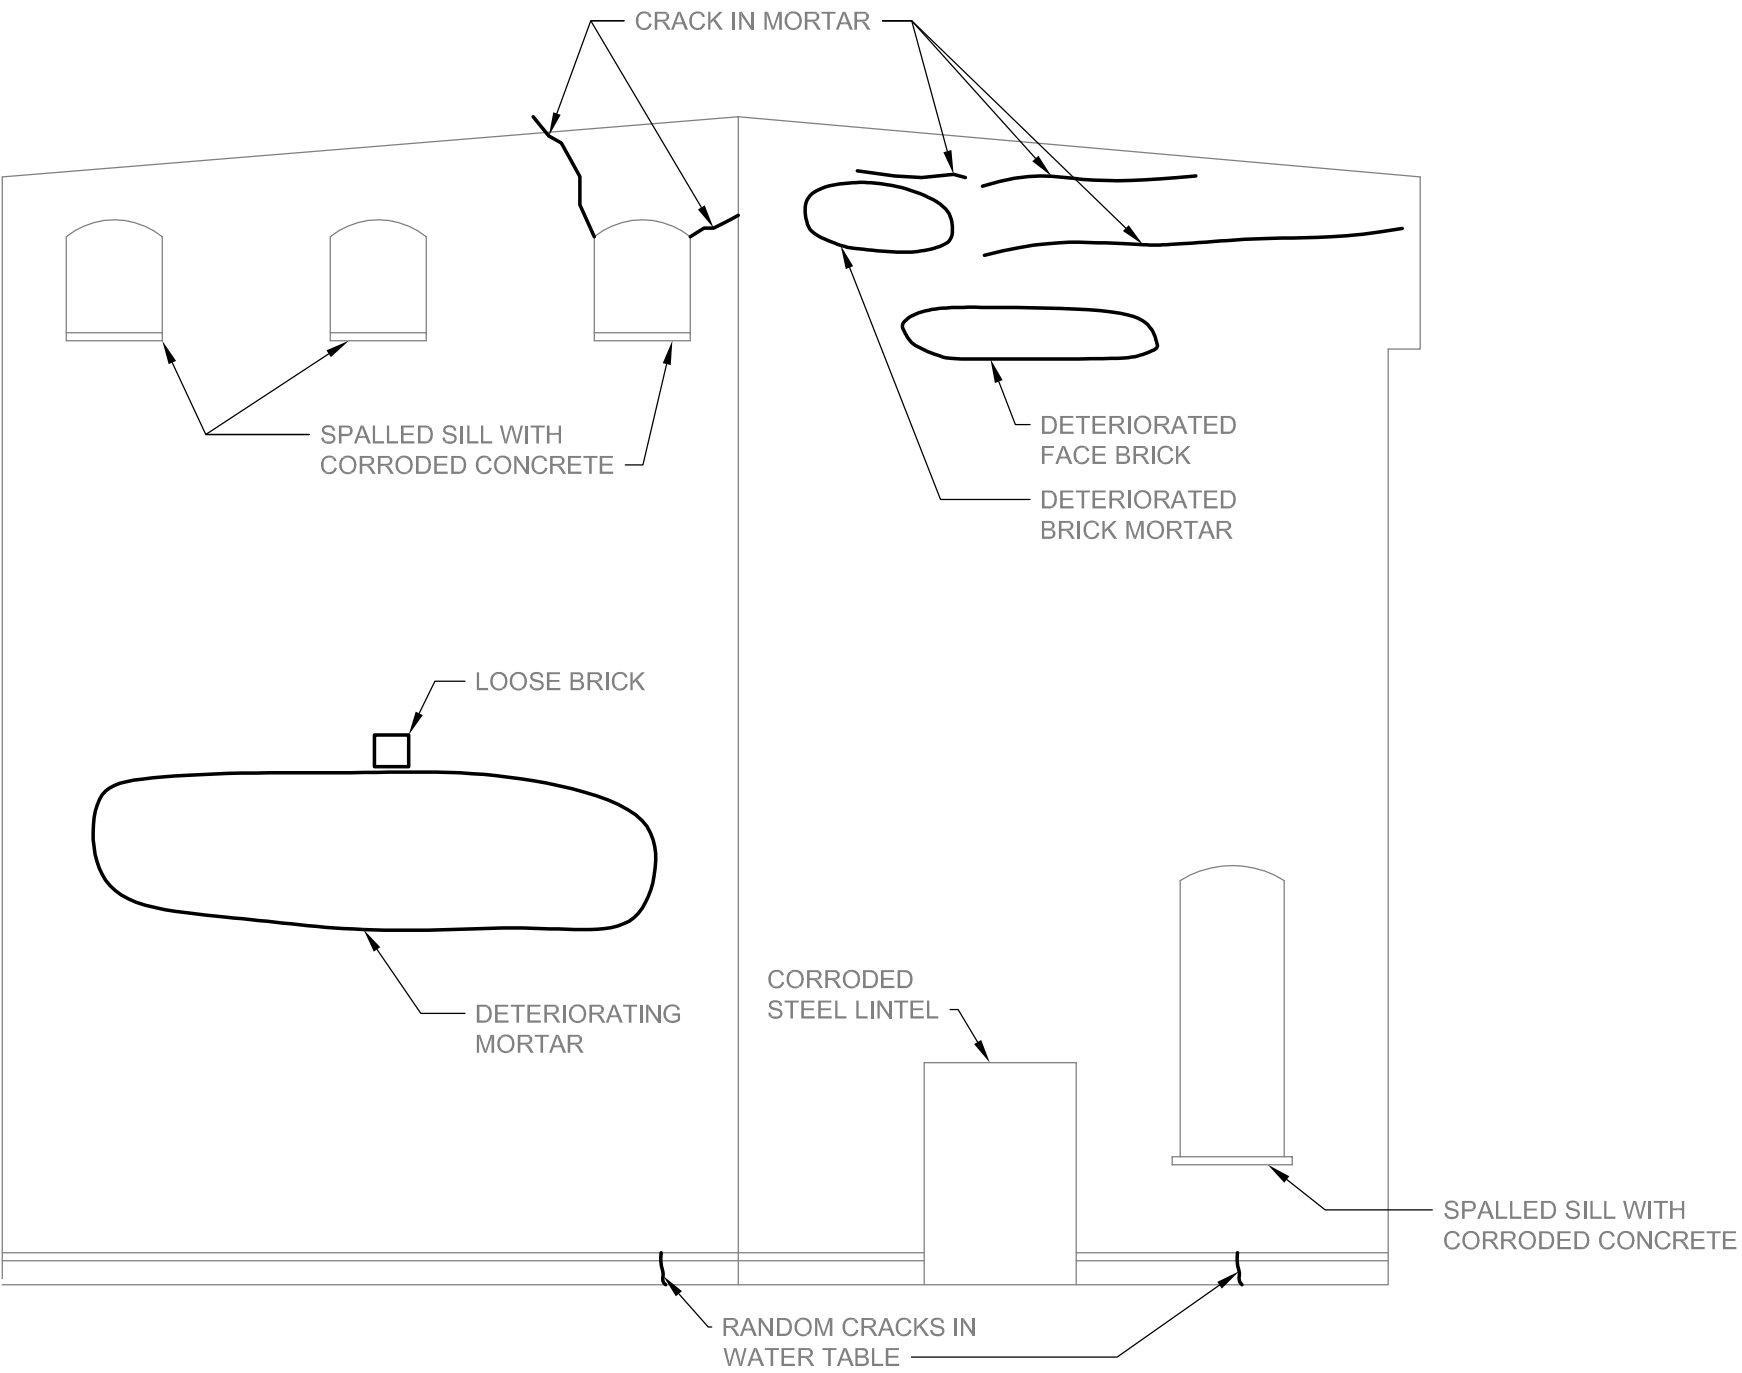 CRACK IN MORTAR
SPALLED SILL WITH
CORRODED CONCRETE
DETERIORATED
FACE BRICK
DETERIORATED
BRICK MORTAR
LOOSE BRICK
DETERIORATING
MORTAR
CORRODED
STEEL LINTEL
SPALLED SILL WITH
CORRODED CONCRETE
RANDOM CRACKS IN
WATER TABLE